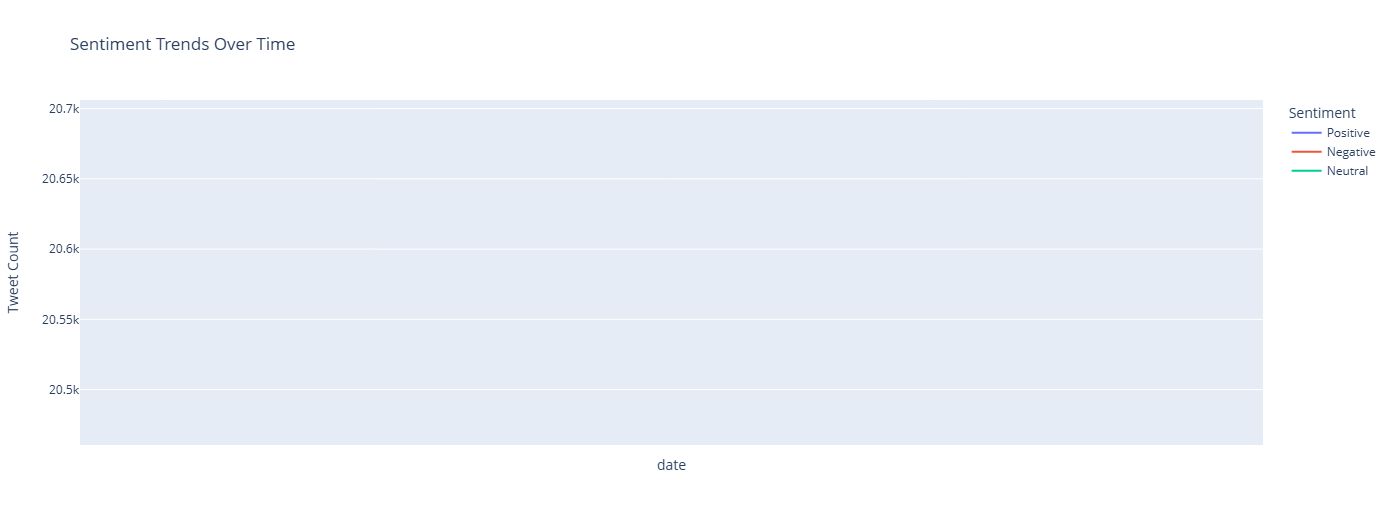 Sentiment Trends Over Time
20.7k
20.65k
20.6k
20.55k
20.5k
Tweet Count
date
Sentiment
Positive
Negative
Neutral